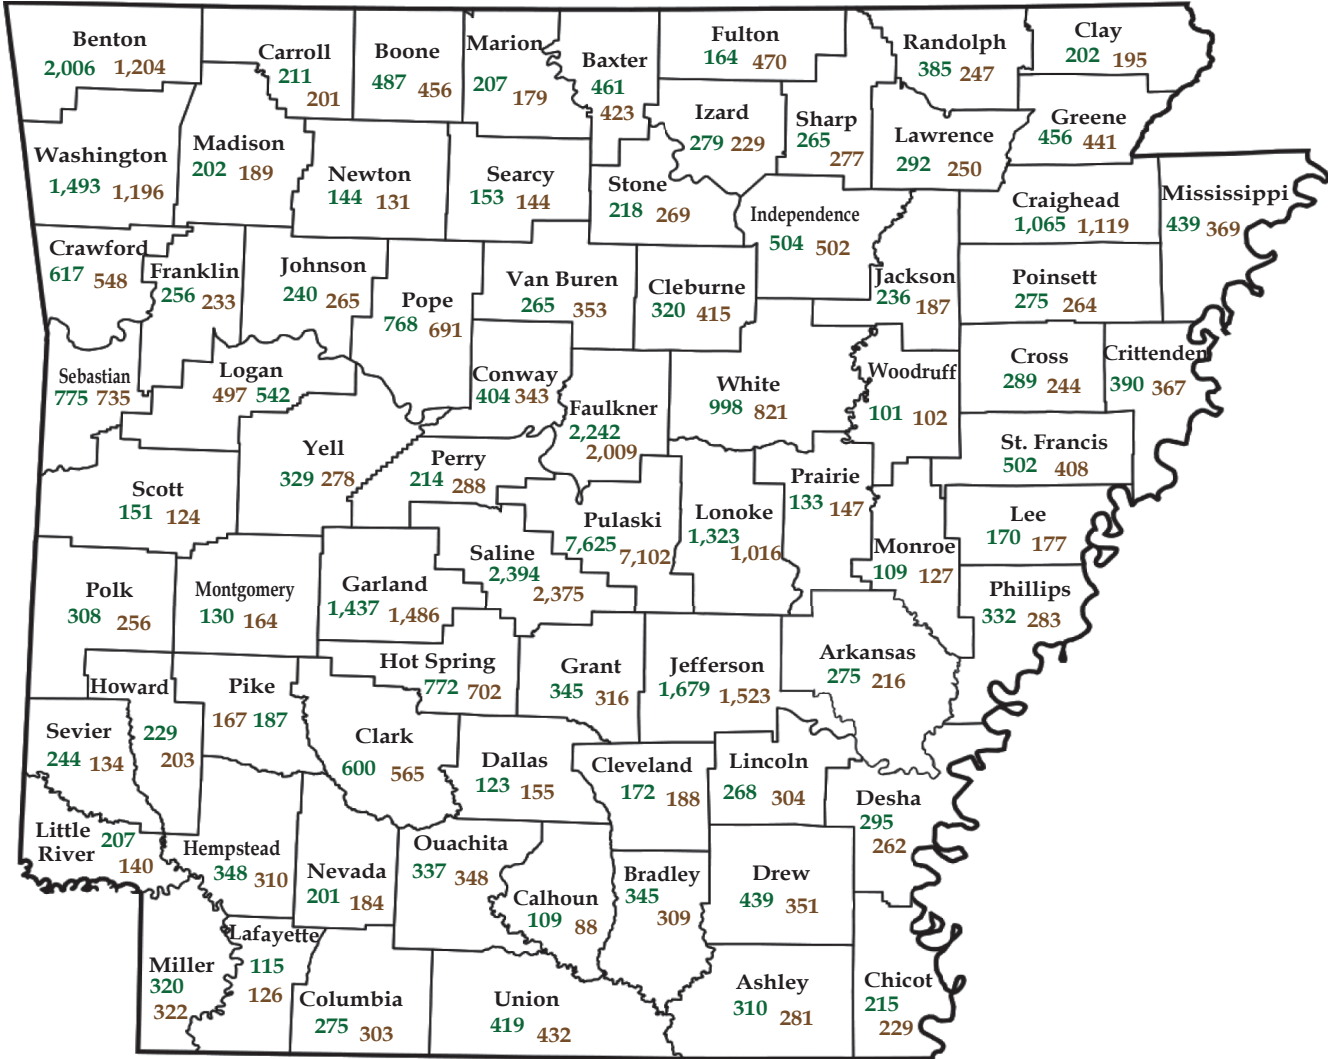 Benton
2,006 1,204
Carroll
211
201
Boone
487 456
Marion
207
179
Baxter
461
423
Fulton
164 470
Randolph
385 247
Clay
202 195
Washington
1,493 1,196
Madison
202 189
Newton
144 131
Searcy
153 144
Stone
218 269
Izard
279 229
Sharp
265
277
Lawrence
292 250
Greene
456 441
Independence
504 502
Craighead
1,065 1,119
Mississippi
439 369
Crawford
617 548
Franklin
256 233
Johnson
240 265
Pope
768 691
Van Buren
265 353
Cleburne
320 415
Jackson
236 187
Poinsett
275 264
Sebastian
775 735
Logan
497 542
Conway
404 343
Faulkner
2,242
2,009
White
998 821
Woodruff
101 102
Cross
289 244
Crittenden
390 367
Scott
151 124
Yell
329 278
Perry
214 288
Pulaski
7,625 7,102
Lonoke
1,323
1,016
Prairie
133 147
St. Francis
502 408
Lee
170 177
Polk
308 256
Montgomery
130 164
Garland
1,437 1,486
Saline
2,394
2,375
Monroe
109 127
Phillips
332 283
Howard
229
203
Pike
167 187
Hot Spring
772 702
Grant
345 316
Jefferson
1,679 1,523
Arkansas
275 216
Sevier
244 134
Clark
600 565
Dallas
123 155
Cleveland
172 188
Lincoln
268 304
Desha
295
262
Little
River
207
140
Hempstead
348 310
Nevada
201 184
Ouachita
337 348
Calhoun
109 88
Bradley
345
309
Drew
439 351
Miller
320
322
Lafayette
115
126
Columbia
275 303
Union
419 432
Ashley
310 281
Chicot
215
229